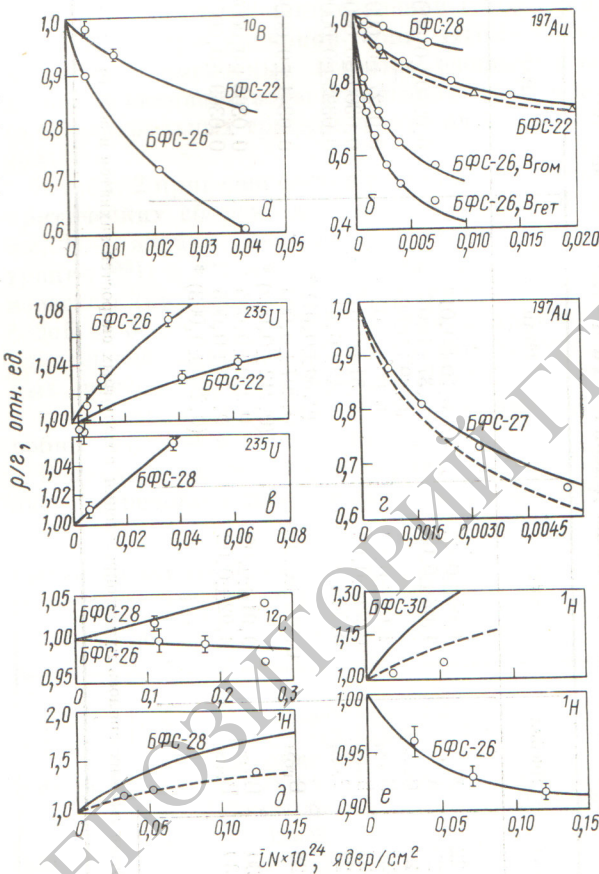 1,0
0,9
0,8
0,7
0,6
¹⁰B
БФС-22
БФС-26
а
0 0,01 0,02 0,03 0,04 0,05
1,0
0,8
0,6
0,4
¹⁹⁷Au
БФС-28
БФС-22
БФС-26, Вгом
БФС-26, Вгет
б
0 0,005 0,010 0,015 0,020
1,08
1,04
1,00
²³⁵U
БФС-26
БФС-22
1,04
1,02
1,00
²³⁵U
БФС-28
в
0 0,02 0,04 0,06 0,08
ρ/ε, отн. ед.
1,0
0,9
0,8
0,7
0,6
¹⁹⁷Au
БФС-27
г
0 0,0015 0,0030 0,0045
1,05
1,00
0,95
¹²C
БФС-28
БФС-26
0 0,1 0,2 0,3
2,0
1,5
1,0
¹H
БФС-28
д
0 0,05 0,10 0,15
1,30
1,15
1,00
¹H
БФС-30
1,00
0,95
0,90
¹H
БФС-26
е
0 0,05 0,10 0,15
l̄N×10²⁴, ядер/см²
ЕПОЗИТОРИЙ ГГ